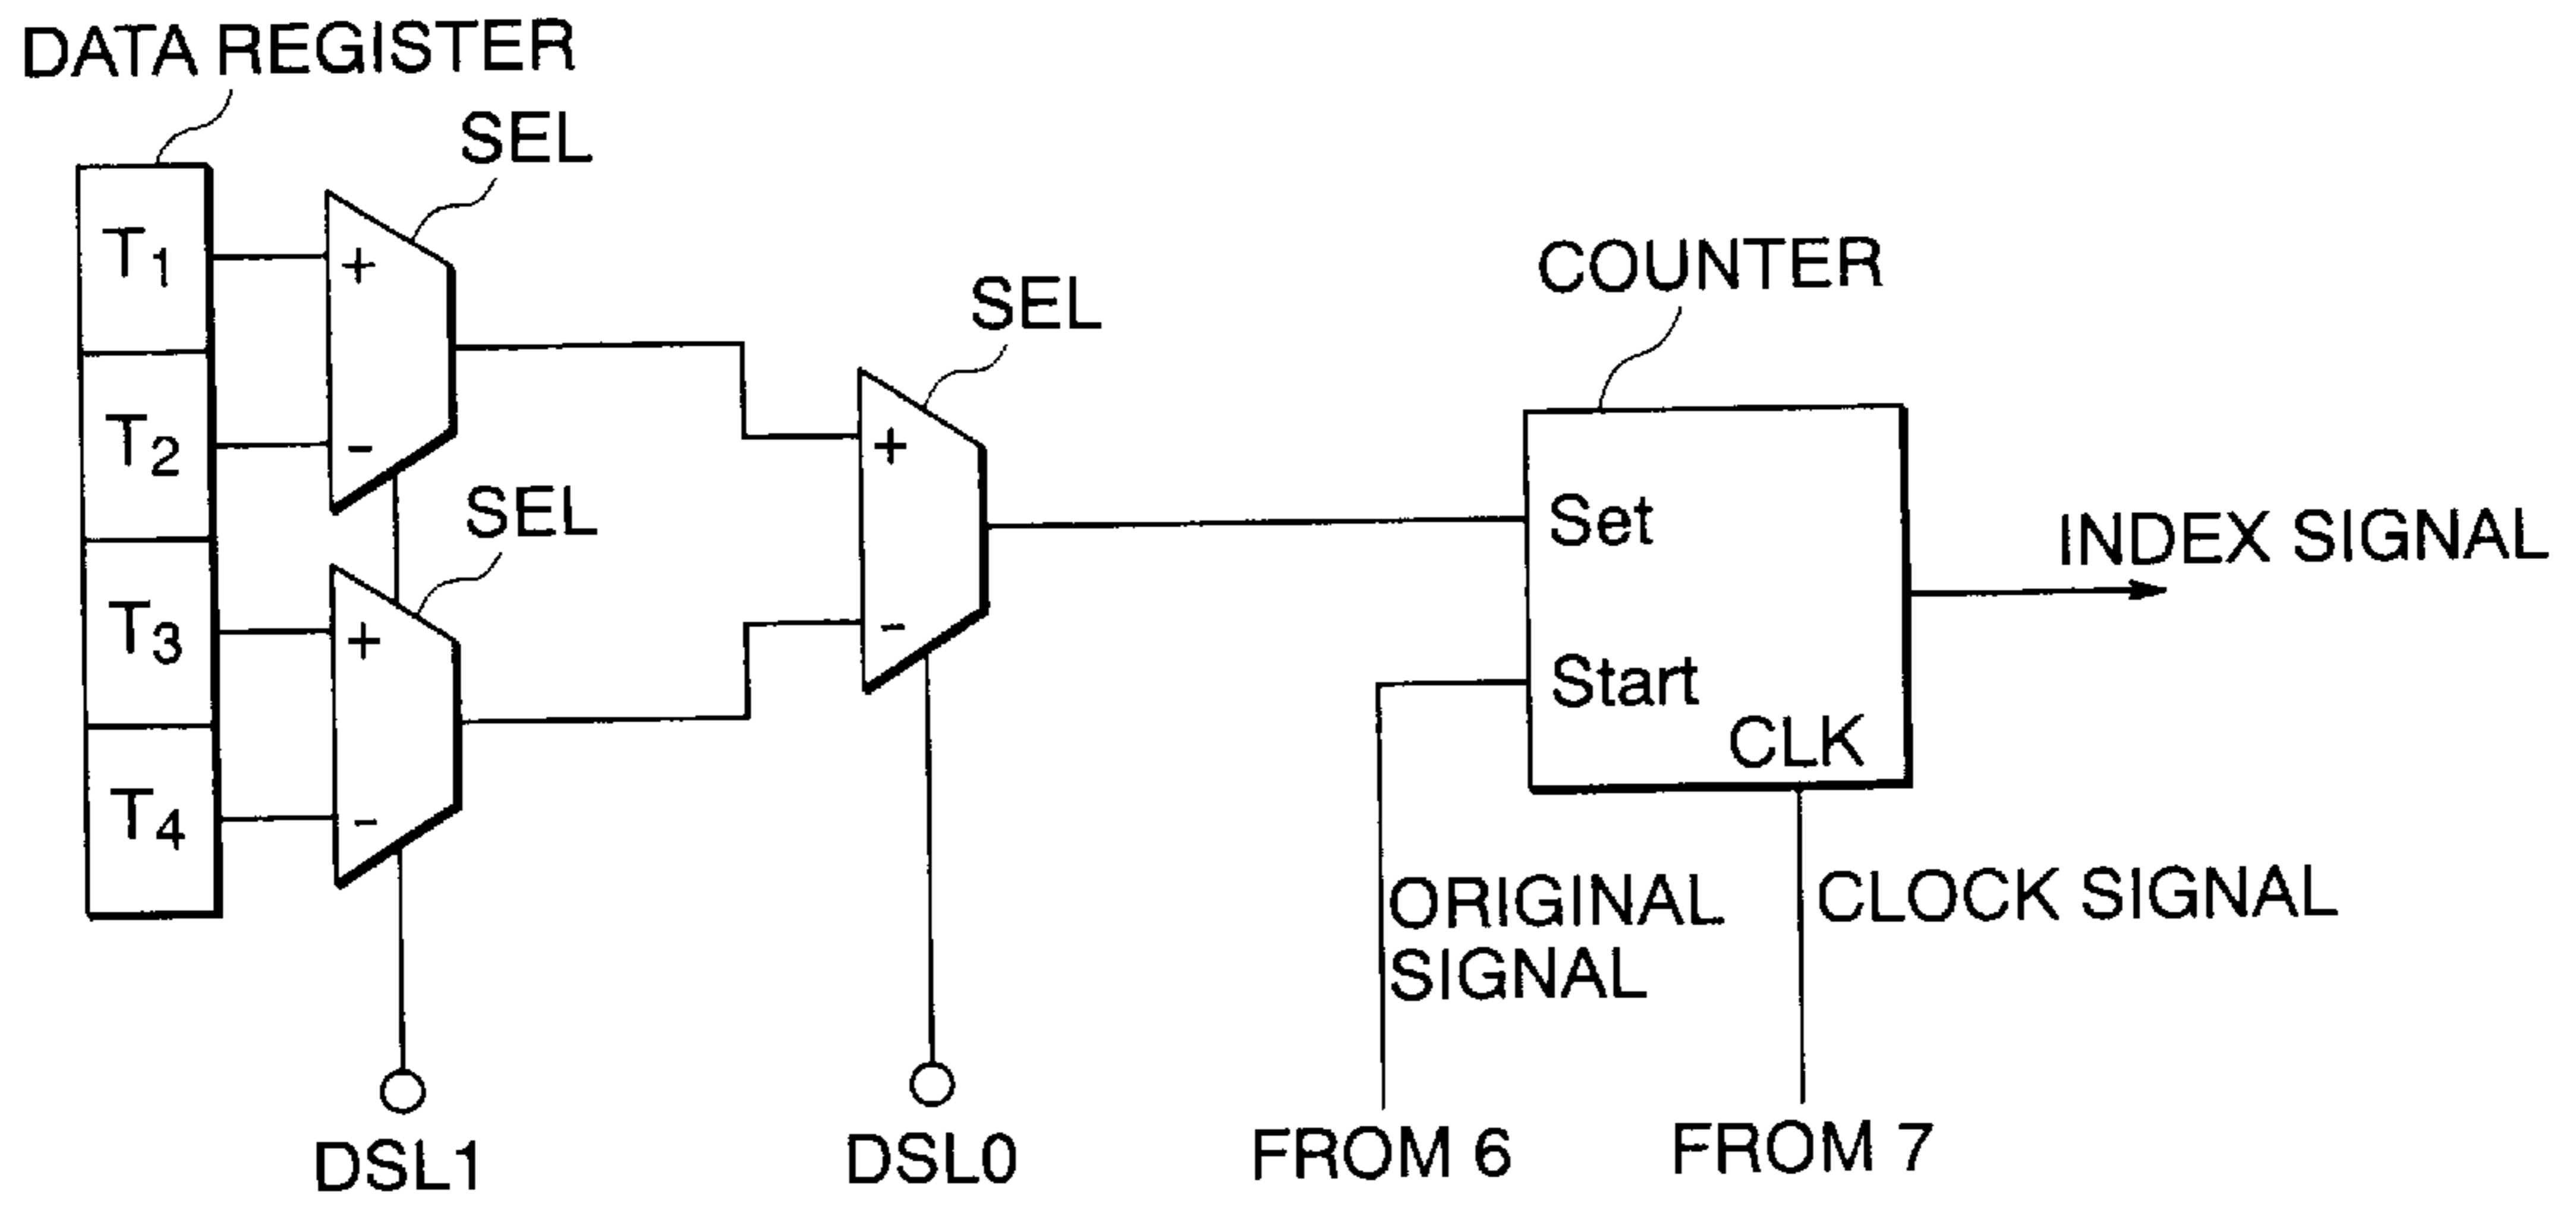 DATA REGISTER
SEL
T1
+
T2
-
SEL
T3
+
T4
-
SEL
+
-
COUNTER
Set
Start
CLK
INDEX SIGNAL
ORIGINAL
SIGNAL
CLOCK SIGNAL
DSL1
DSL0
FROM 6
FROM 7